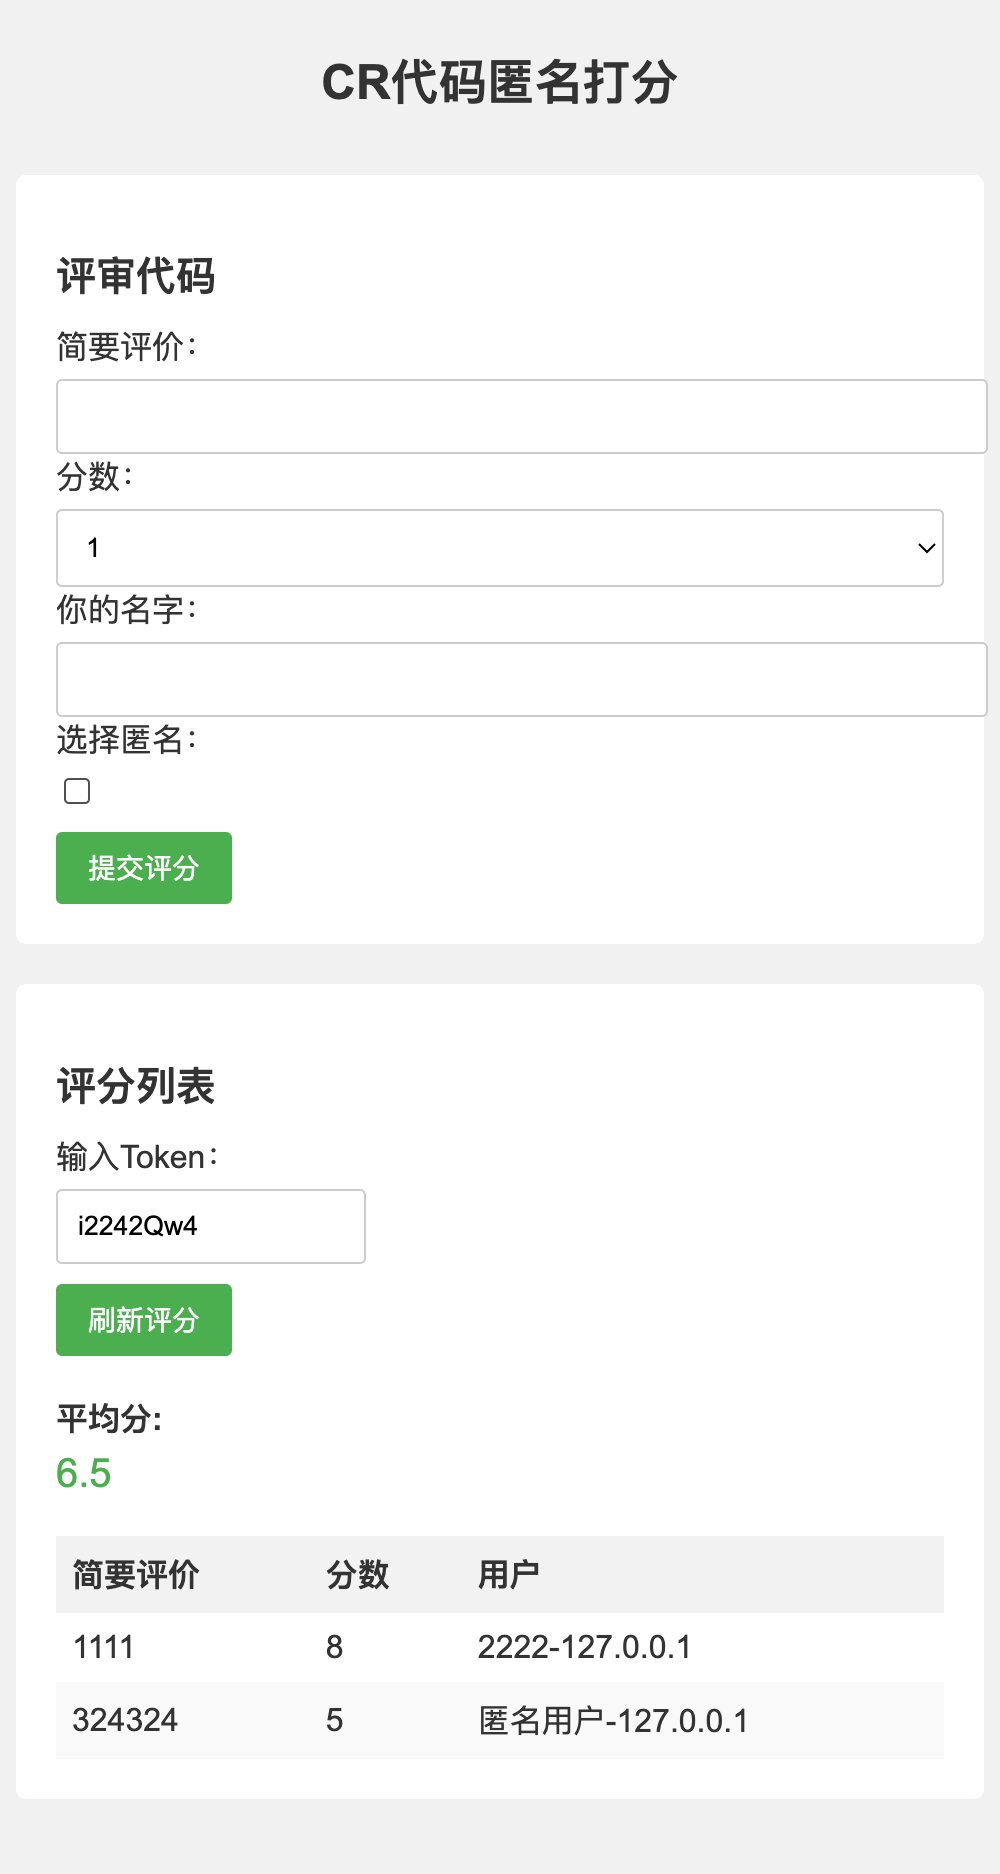 CR代码匿名打分
评审代码
简要评价：
分数：
1
你的名字：
选择匿名：
提交评分
评分列表
输入Token：
i2242Qw4
刷新评分
平均分:
6.5
简要评价 分数 用户
1111 8 2222-127.0.0.1
324324 5 匿名用户-127.0.0.1